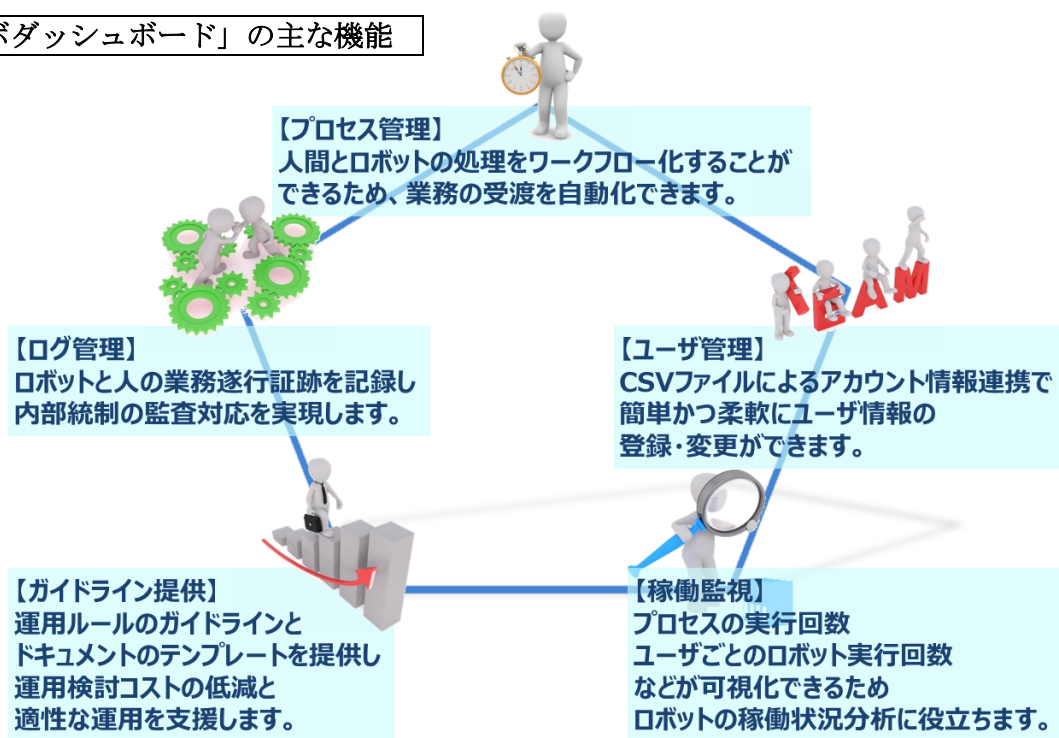 ボダッシュボード」の主な機能
【プロセス管理】
人間とロボットの処理をワークフロー化することが
できるため、業務の受渡を自動化できます。
【ログ管理】
ロボットと人の業務遂行証跡を記録し
内部統制の監査対応を実現します。
【ユーザ管理】
CSVファイルによるアカウント情報連携で
簡単かつ柔軟にユーザ情報の
登録・変更ができます。
TEAM
【ガイドライン提供】
運用ルールのガイドラインと
ドキュメントのテンプレートを提供し
運用検討コストの低減と
適性な運用を支援します。
【稼働監視】
プロセスの実行回数
ユーザごとのロボット実行回数
などが可視化できるため
ロボットの稼働状況分析に役立ちます。